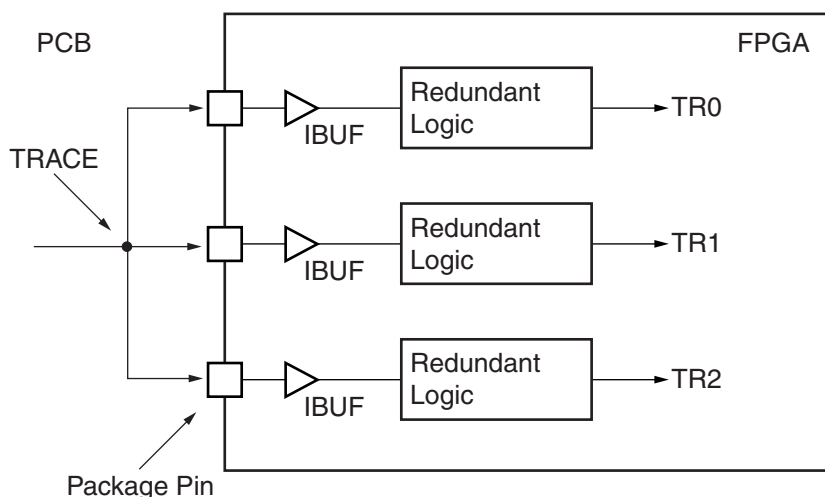 PCB
FPGA
Redundant
Logic
TR0
IBUF
TRACE
Redundant
Logic
TR1
IBUF
Redundant
Logic
TR2
IBUF
Package Pin